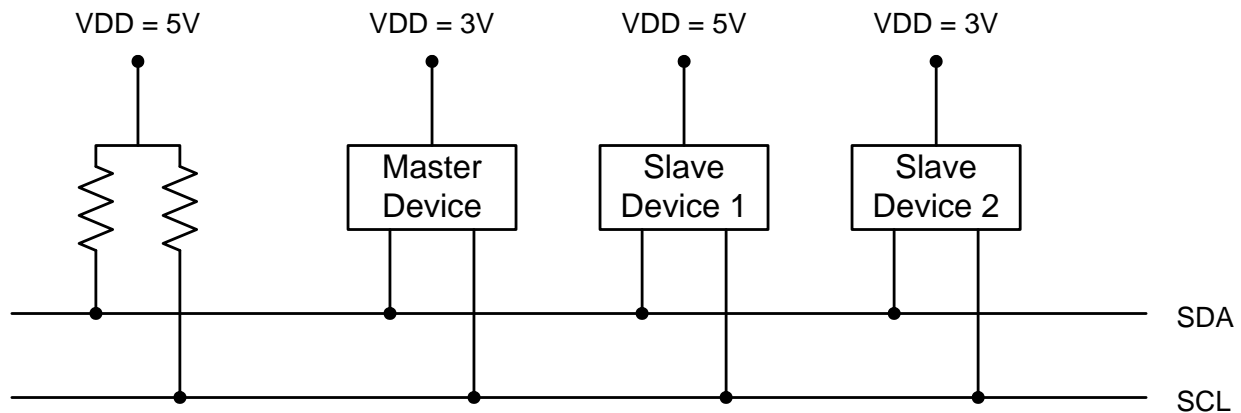 VDD = 5V
VDD = 3V
VDD = 5V
VDD = 3V
Master
Device
Slave
Device 1
Slave
Device 2
SDA
SCL